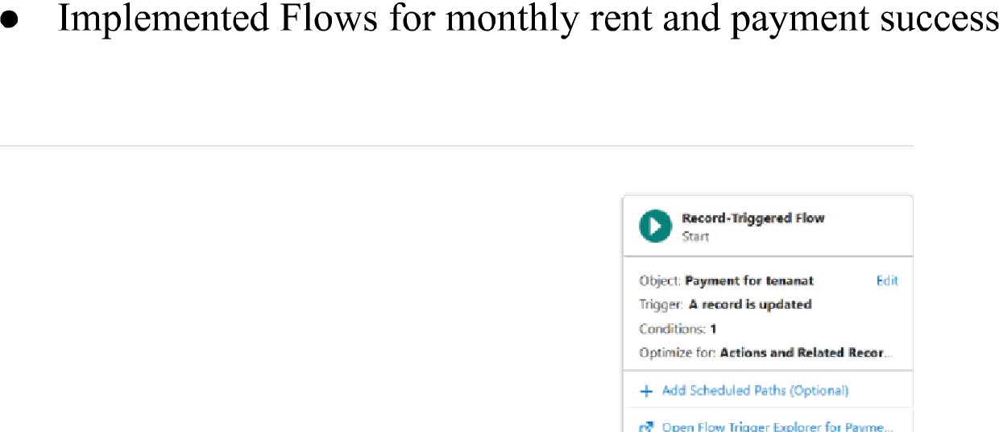 ● Implemented Flows for monthly rent and payment success
Record-Triggered Flow
Start
Object: Payment for tenanat Edit
Trigger: A record is updated
Conditions: 1
Optimize for: Actions and Related Recor...
+ Add Scheduled Paths (Optional)
Open Flow Trigger Explorer for Payme...